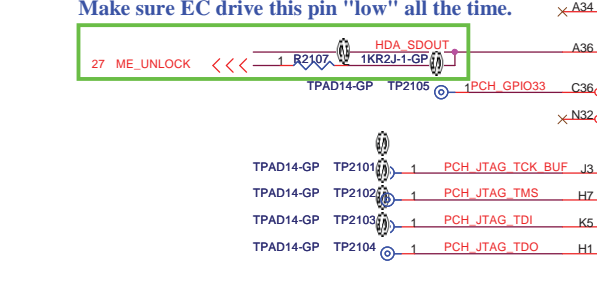 Make sure EC drive this pin "low" all the time.
A34
HDA_SDOUT
A36
27 ME_UNLOCK
1 R2107 1KR2J-1-GP
TPAD14-GP TP2105 1 PCH_GPIO33 C36
N32
TPAD14-GP TP2101 1 PCH_JTAG_TCK_BUF J3
TPAD14-GP TP2102 1 PCH_JTAG_TMS H7
TPAD14-GP TP2103 1 PCH_JTAG_TDI K5
TPAD14-GP TP2104 1 PCH_JTAG_TDO H1